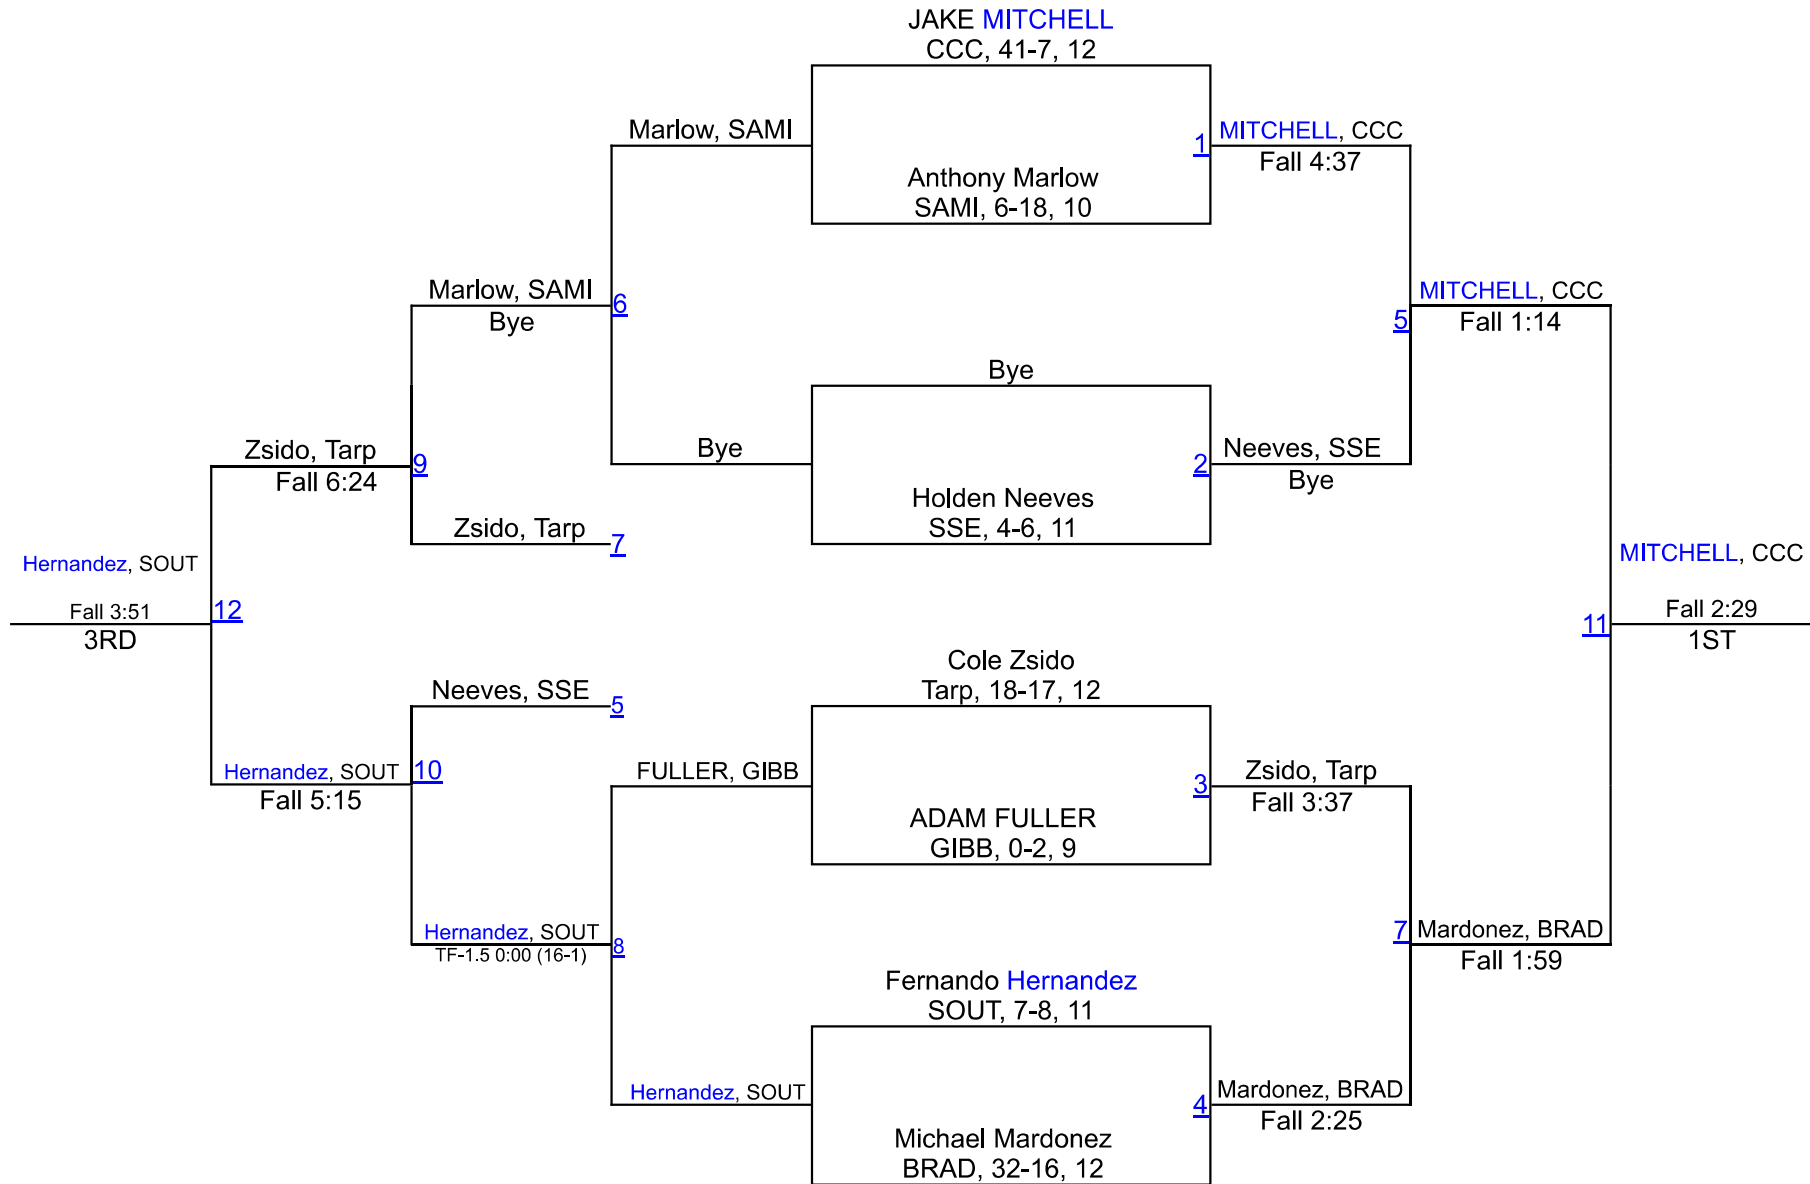 JAKE MITCHELL
CCC, 41-7, 12
Marlow, SAMI
1
MITCHELL, CCC
Fall 4:37
Anthony Marlow
SAMI, 6-18, 10
Marlow, SAMI
Bye
6
5
MITCHELL, CCC
Fall 1:14
Bye
Zsido, Tarp
Fall 6:24
9
Bye
2
Neeves, SSE
Bye
Holden Neeves
SSE, 4-6, 11
Zsido, Tarp
7
Hernandez, SOUT
Fall 3:51
3RD
12
MITCHELL, CCC
Fall 2:29
1ST
11
Cole Zsido
Tarp, 18-17, 12
Neeves, SSE
5
Hernandez, SOUT
Fall 5:15
10
FULLER, GIBB
3
Zsido, Tarp
Fall 3:37
ADAM FULLER
GIBB, 0-2, 9
Hernandez, SOUT
TF-1.5 0:00 (16-1)
8
7
Mardonez, BRAD
Fall 1:59
Fernando Hernandez
SOUT, 7-8, 11
Hernandez, SOUT
4
Mardonez, BRAD
Fall 2:25
Michael Mardonez
BRAD, 32-16, 12